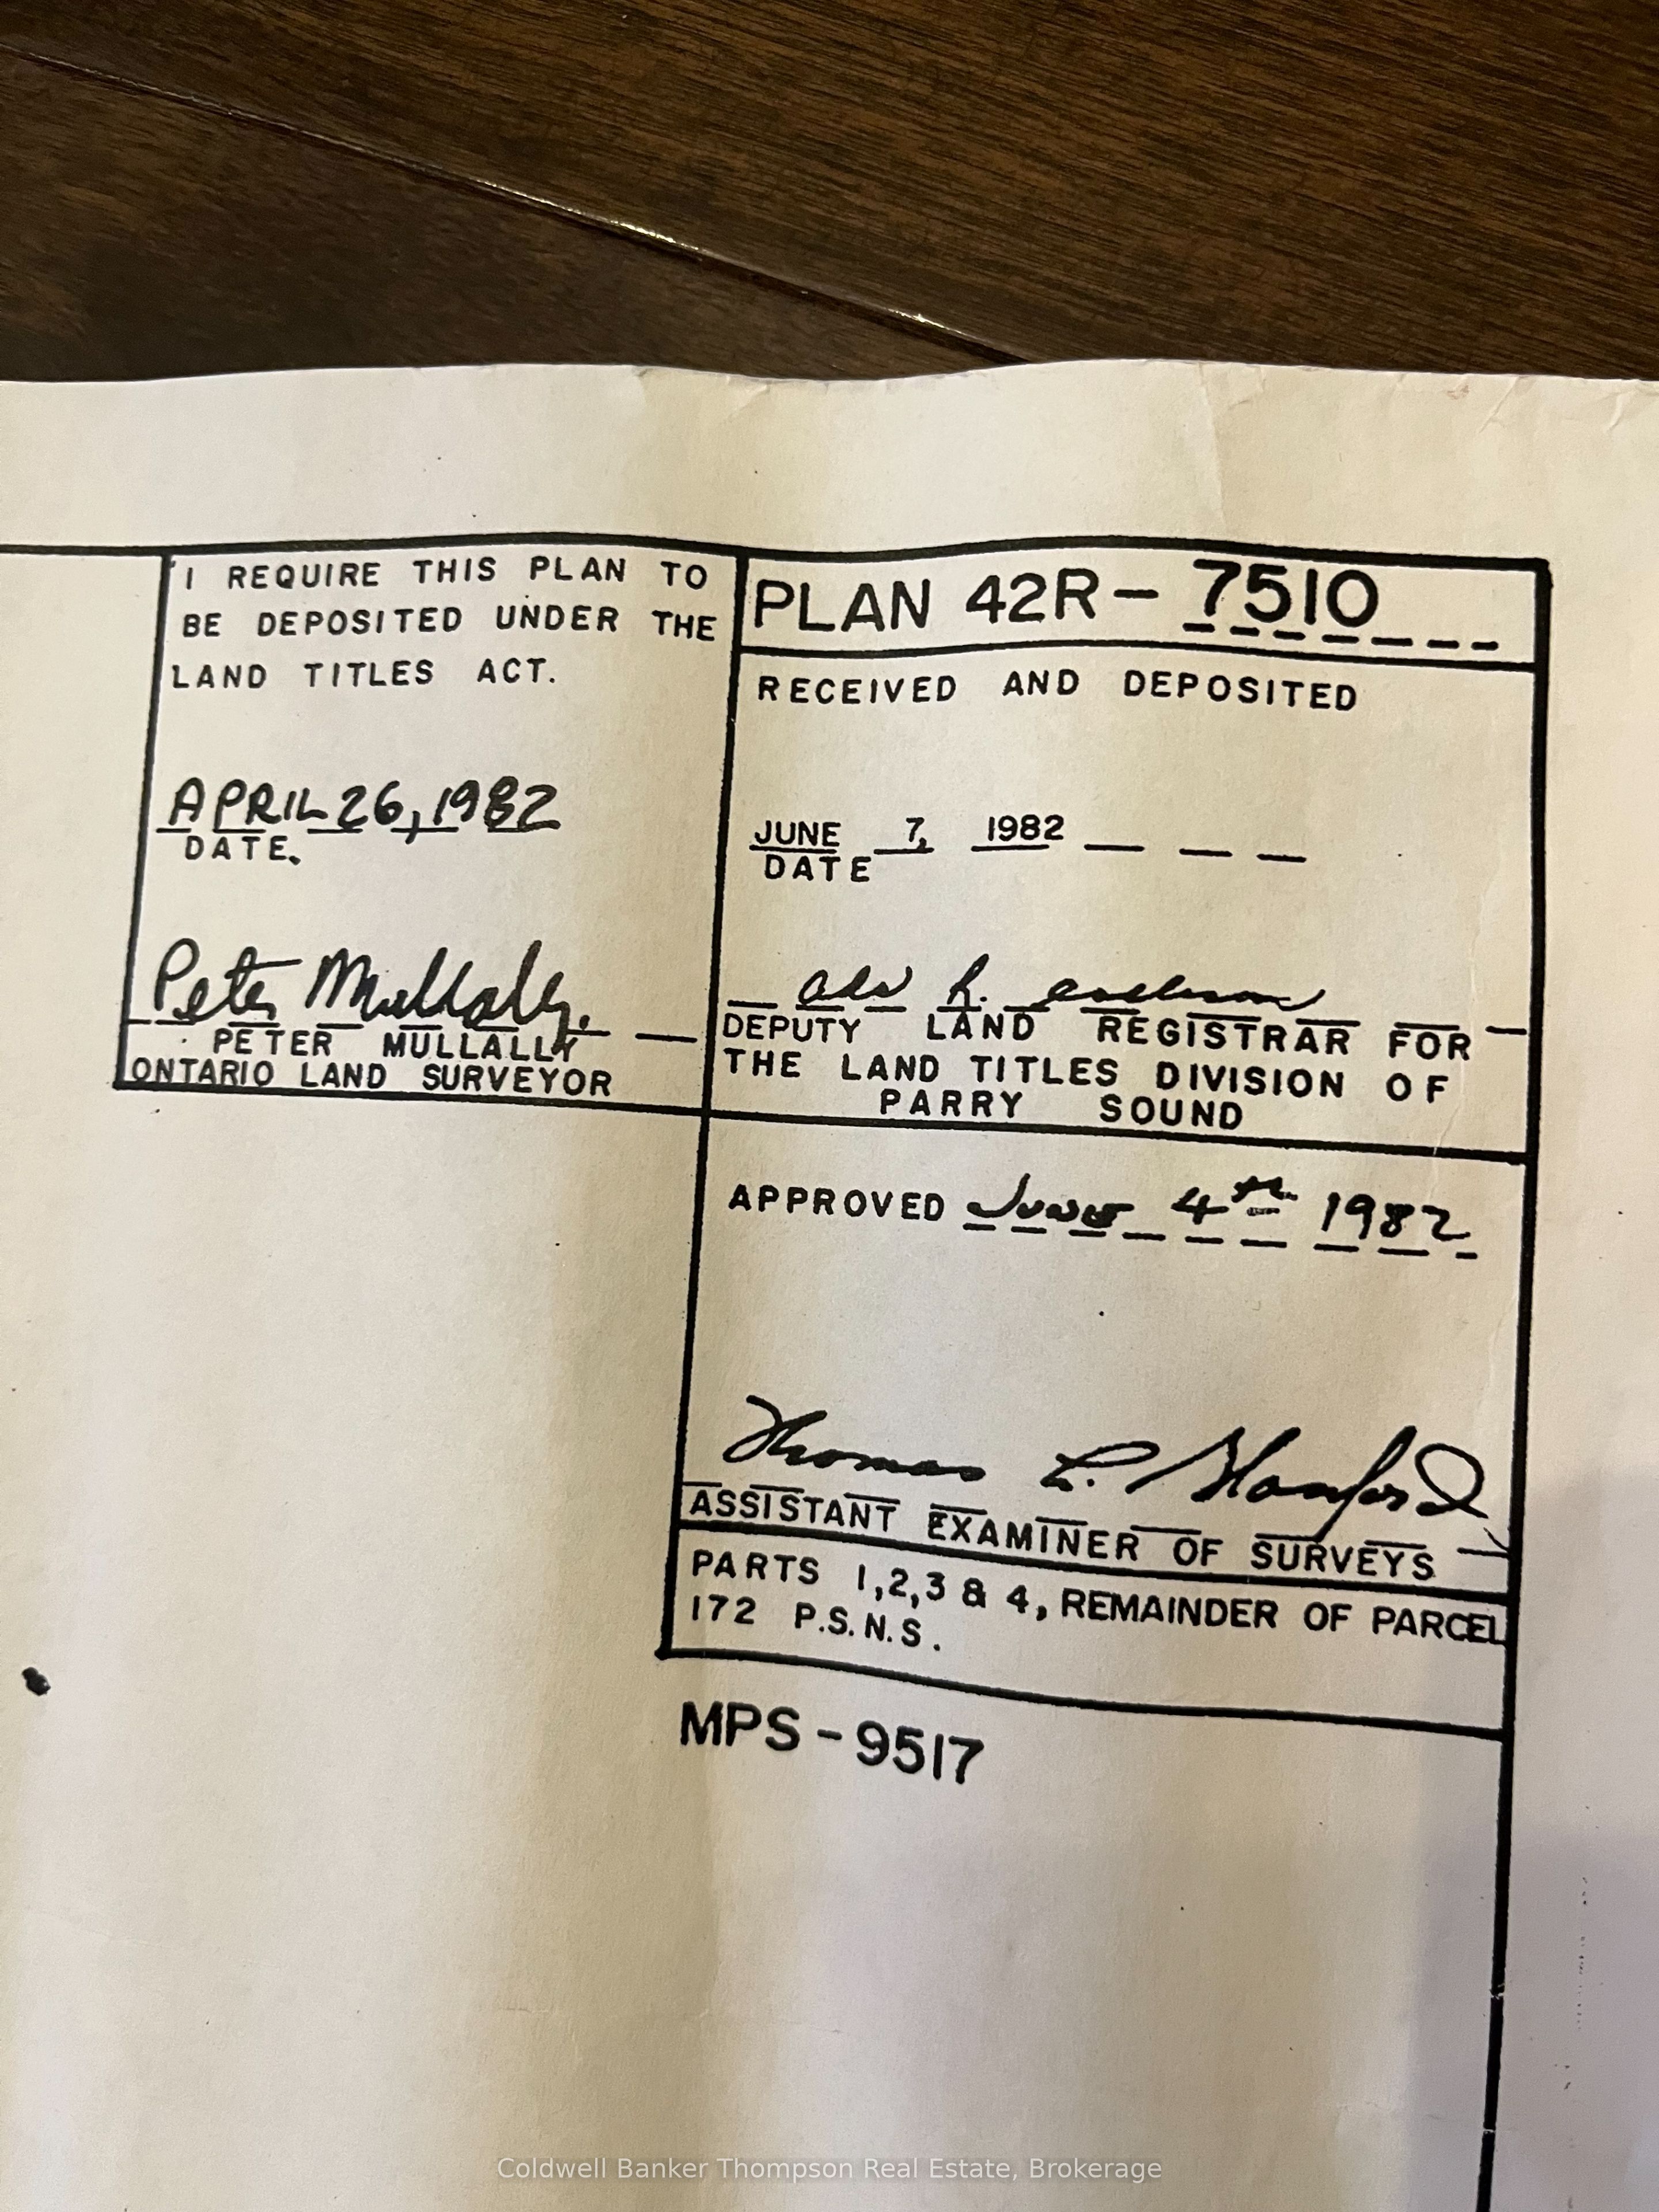 I REQUIRE THIS PLAN TO
BE DEPOSITED UNDER THE
LAND TITLES ACT.
APRIL 26, 1982
DATE.
Peter Mullally.
PETER MULLALLY
ONTARIO LAND SURVEYOR
PLAN 42R- 7510
RECEIVED AND DEPOSITED
JUNE 7, 1982
DATE
DEPUTY LAND REGISTRAR FOR
THE LAND TITLES DIVISION OF
PARRY SOUND
APPROVED JUNE 4th 1982
Thomas
ASSISTANT EXAMINER OF SURVEYS
PARTS 1,2,3 & 4, REMAINDER OF PARCEL
172 P.S.N.S.
MPS-9517
Coldwell Banker Thompson Real Estate, Brokerage